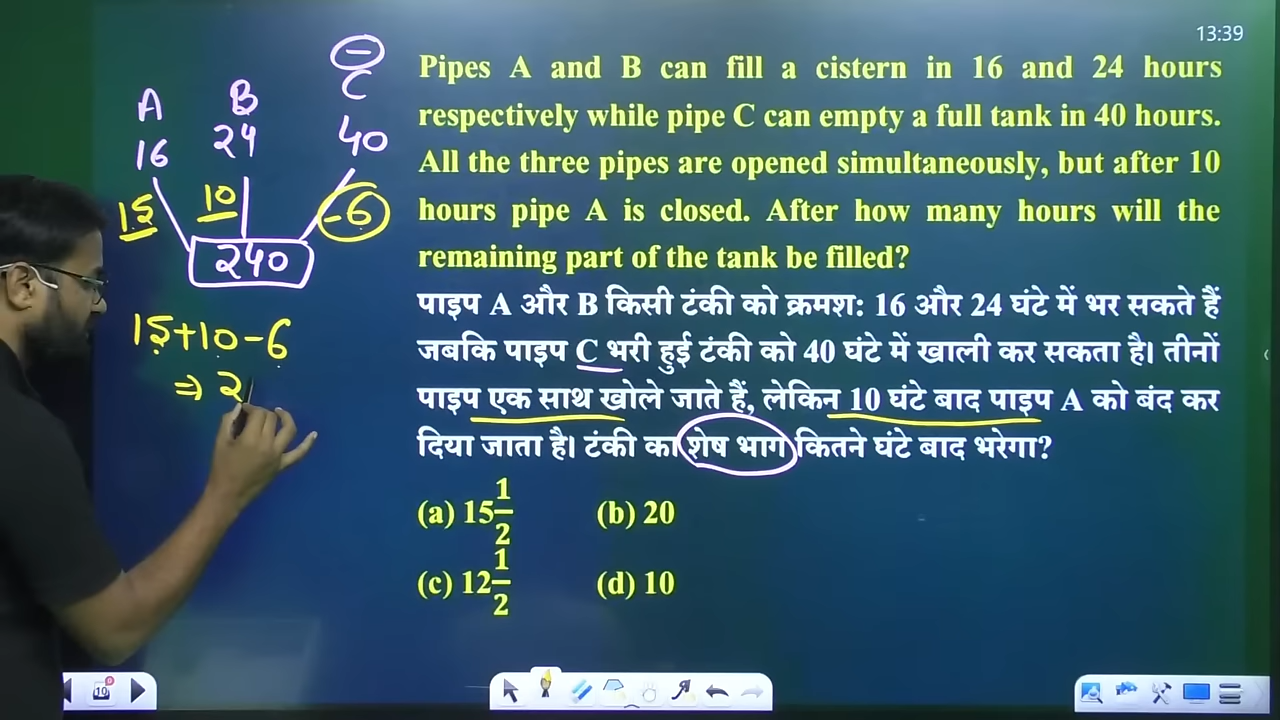 13:39
A B C
16 24 40
15 10 -6
240
15+10-6
⇒ 2
Pipes A and B can fill a cistern in 16 and 24 hours
respectively while pipe C can empty a full tank in 40 hours.
All the three pipes are opened simultaneously, but after 10
hours pipe A is closed. After how many hours will the
remaining part of the tank be filled?
पाइप A और B किसी टंकी को क्रमश: 16 और 24 घंटे में भर सकते हैं
जबकि पाइप C भरी हुई टंकी को 40 घंटे में खाली कर सकता है। तीनों
पाइप एक साथ खोले जाते हैं, लेकिन 10 घंटे बाद पाइप A को बंद कर
दिया जाता है। टंकी का शेष भाग कितने घंटे बाद भरेगा?
(a) 15 1/2 (b) 20
(c) 12 1/2 (d) 10